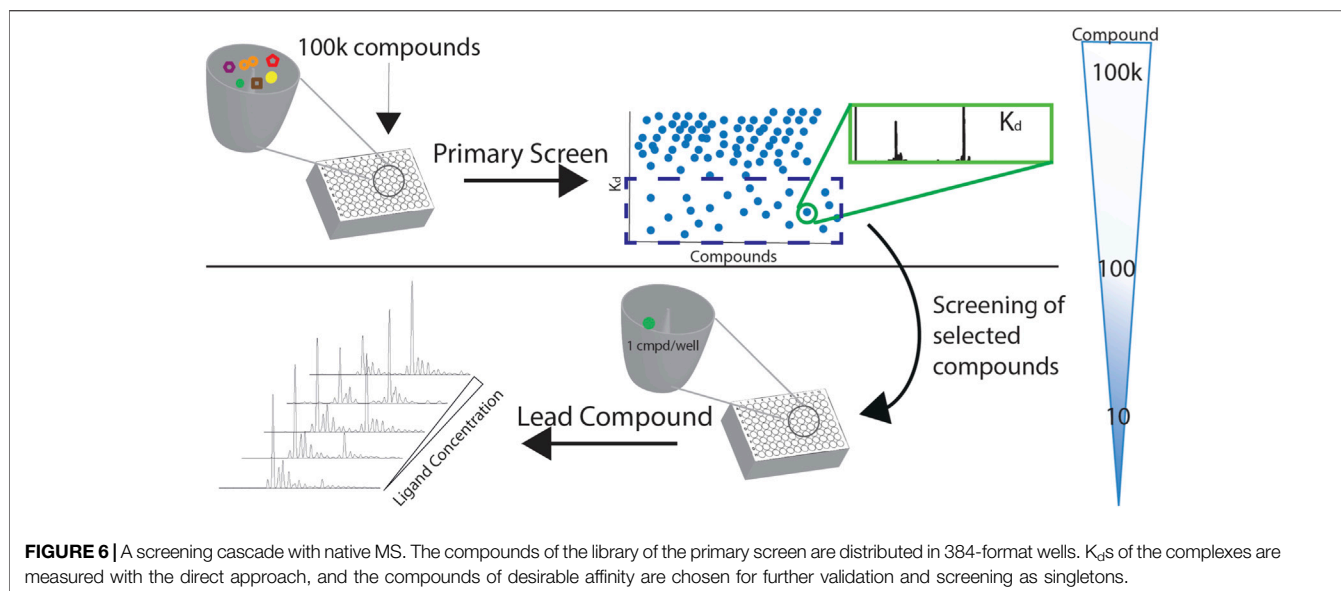 100k compounds
Primary Screen
Kd
Compounds
Kd
Compound
100k
100
10
Screening of
selected
compounds
1 cmpd/well
Lead Compound
Ligand Concentration
FIGURE 6 | A screening cascade with native MS. The compounds of the library of the primary screen are distributed in 384-format wells. Kds of the complexes are
measured with the direct approach, and the compounds of desirable affinity are chosen for further validation and screening as singletons.